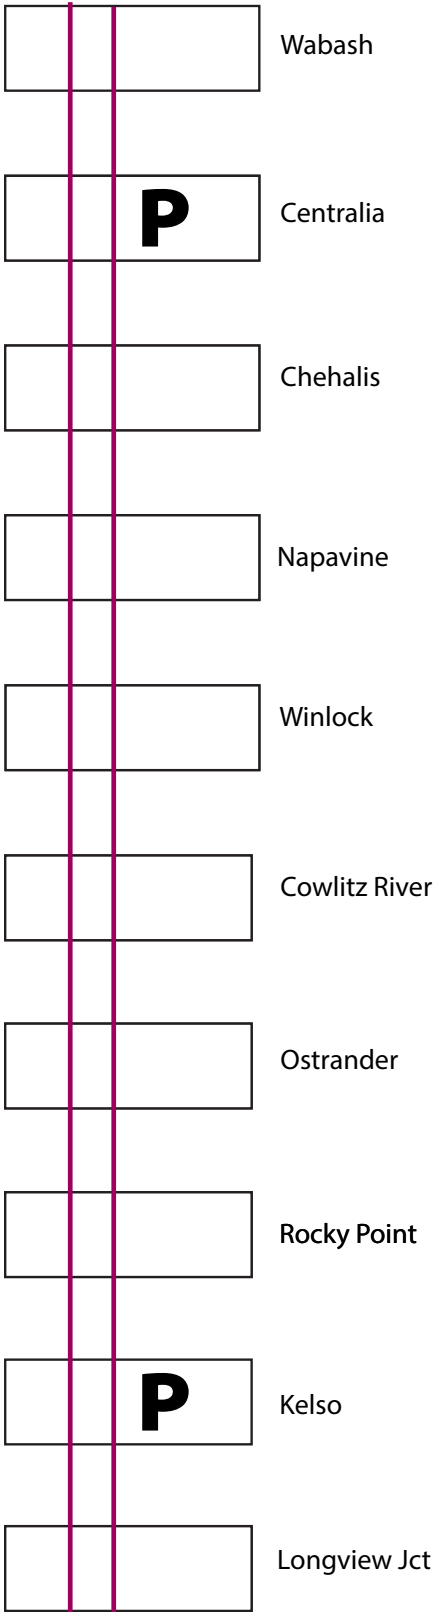 Wabash
P
Centralia
Chehalis
Napavine
Winlock
Cowlitz River
Ostrander
Rocky Point
P
Kelso
Longview Jct